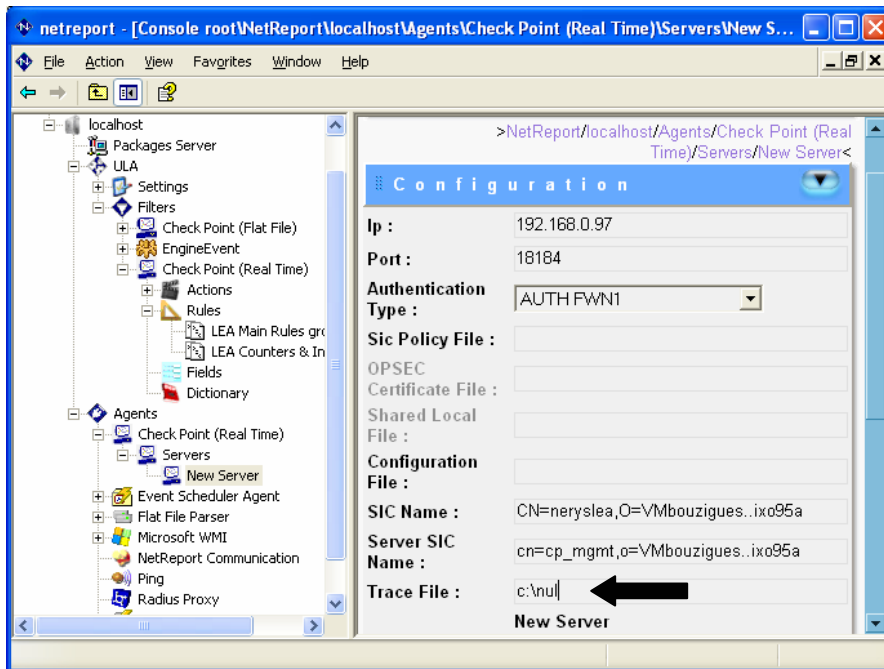 netreport - [Console root\NetReport\localhost\Agents\Check Point (Real Time)\Servers\New S...
File Action View Favorites Window Help
localhost
Packages Server
ULA
Settings
Filters
Check Point (Flat File)
EngineEvent
Check Point (Real Time)
Actions
Rules
LEA Main Rules gro
LEA Counters & In
Fields
Dictionary
Agents
Check Point (Real Time)
Servers
New Server
Event Scheduler Agent
Flat File Parser
Microsoft WMI
NetReport Communication
Ping
Radius Proxy
>NetReport/localhost/Agents/Check Point (Real
Time)/Servers/New Server<
Configuration
Ip : 192.168.0.97
Port : 18184
Authentication
Type : AUTH FWN1
Sic Policy File :
OPSEC
Certificate File :
Shared Local
File :
Configuration
File :
SIC Name : CN=neryslea,O=VMbouzigues..ixo95a
Server SIC
Name : cn=cp_mgmt,o=VMbouzigues..ixo95a
Trace File : c:\nul
New Server